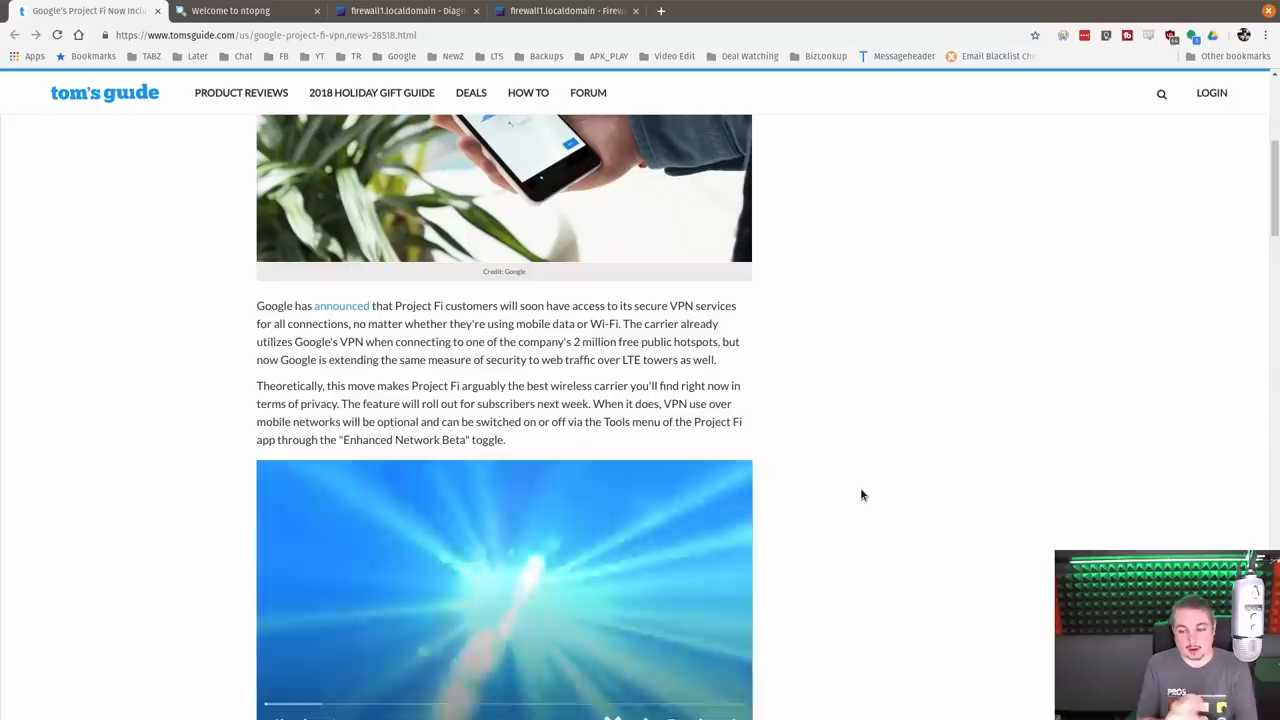 Google's Project Fi Now Inclu
Welcome to ntopng
firewall1.localdomain - Diagn
firewall1.localdomain - Firew
https://www.tomsguide.com/us/google-project-fi-vpn,news-28518.html
Apps
Bookmarks
TABZ
Later
Chat
FB
YT
TR
Google
NewZ
LTS
Backups
APK_PLAY
Video Edit
Deal Watching
BizLookup
Messageheader
Email Blacklist Che
Other bookmarks
tom's guide
PRODUCT REVIEWS
2018 HOLIDAY GIFT GUIDE
DEALS
HOW TO
FORUM
LOGIN
Credit: Google
Google has announced that Project Fi customers will soon have access to its secure VPN services
for all connections, no matter whether they're using mobile data or Wi-Fi. The carrier already
utilizes Google's VPN when connecting to one of the company's 2 million free public hotspots, but
now Google is extending the same measure of security to web traffic over LTE towers as well.
Theoretically, this move makes Project Fi arguably the best wireless carrier you'll find right now in
terms of privacy. The feature will roll out for subscribers next week. When it does, VPN use over
mobile networks will be optional and can be switched on or off via the Tools menu of the Project Fi
app through the "Enhanced Network Beta" toggle.
PROS